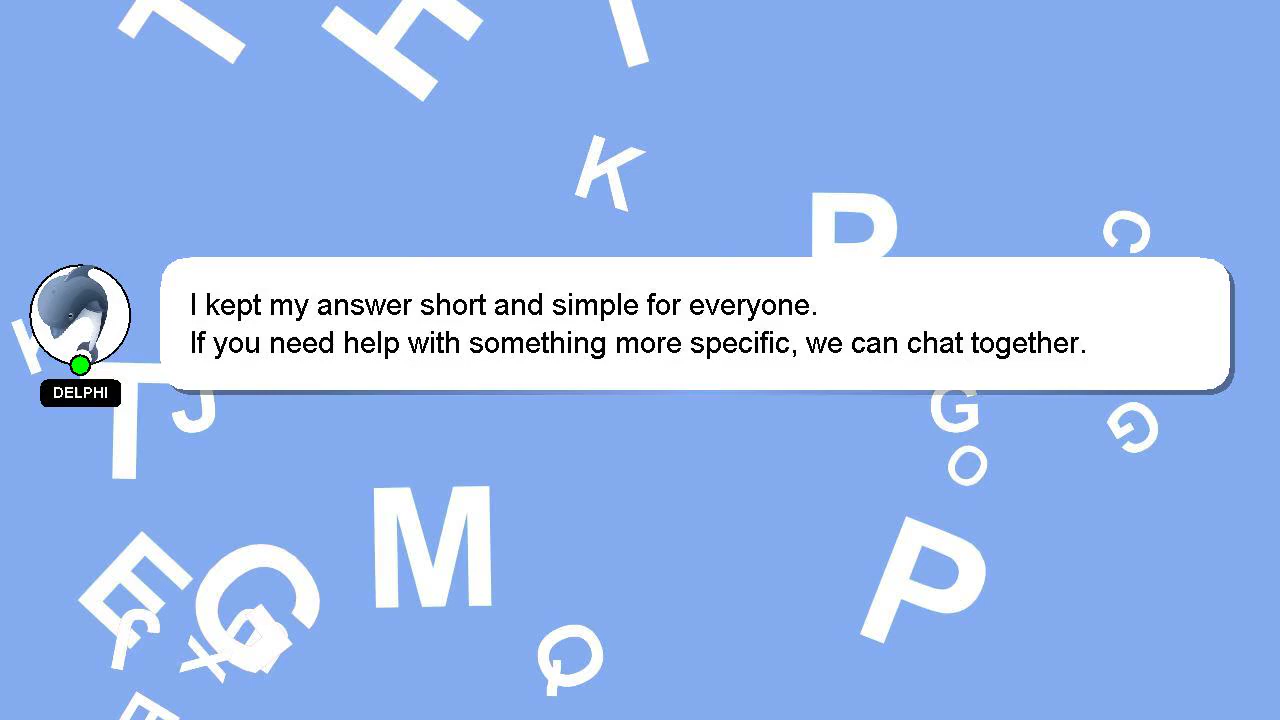 I kept my answer short and simple for everyone.
If you need help with something more specific, we can chat together.
DELPHI
T
H
I
K
P
C
T
J
G
G
O
M
P
E
G
J
X
Q
E